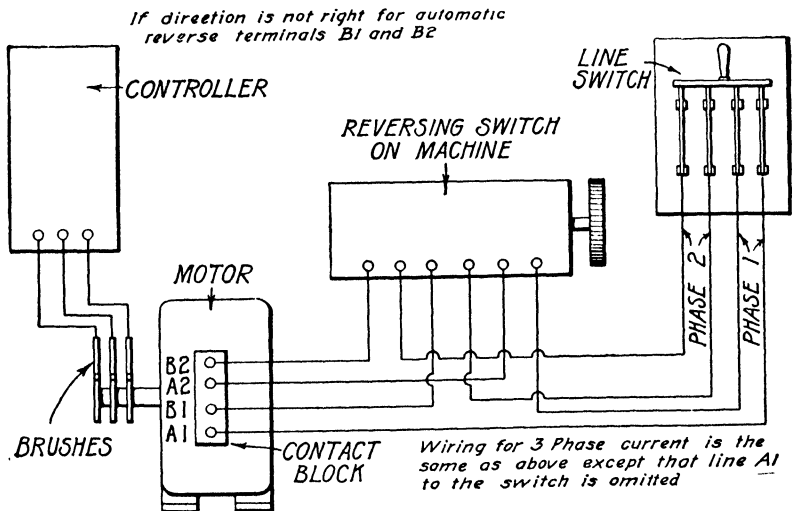 If direction is not right for automatic
reverse terminals B1 and B2
CONTROLLER
LINE
SWITCH
REVERSING SWITCH
ON MACHINE
MOTOR
PHASE 2
PHASE 1
B2
A2
B1
A1
BRUSHES
CONTACT
BLOCK
Wiring for 3 Phase current is the
same as above except that line A1
to the switch is omitted